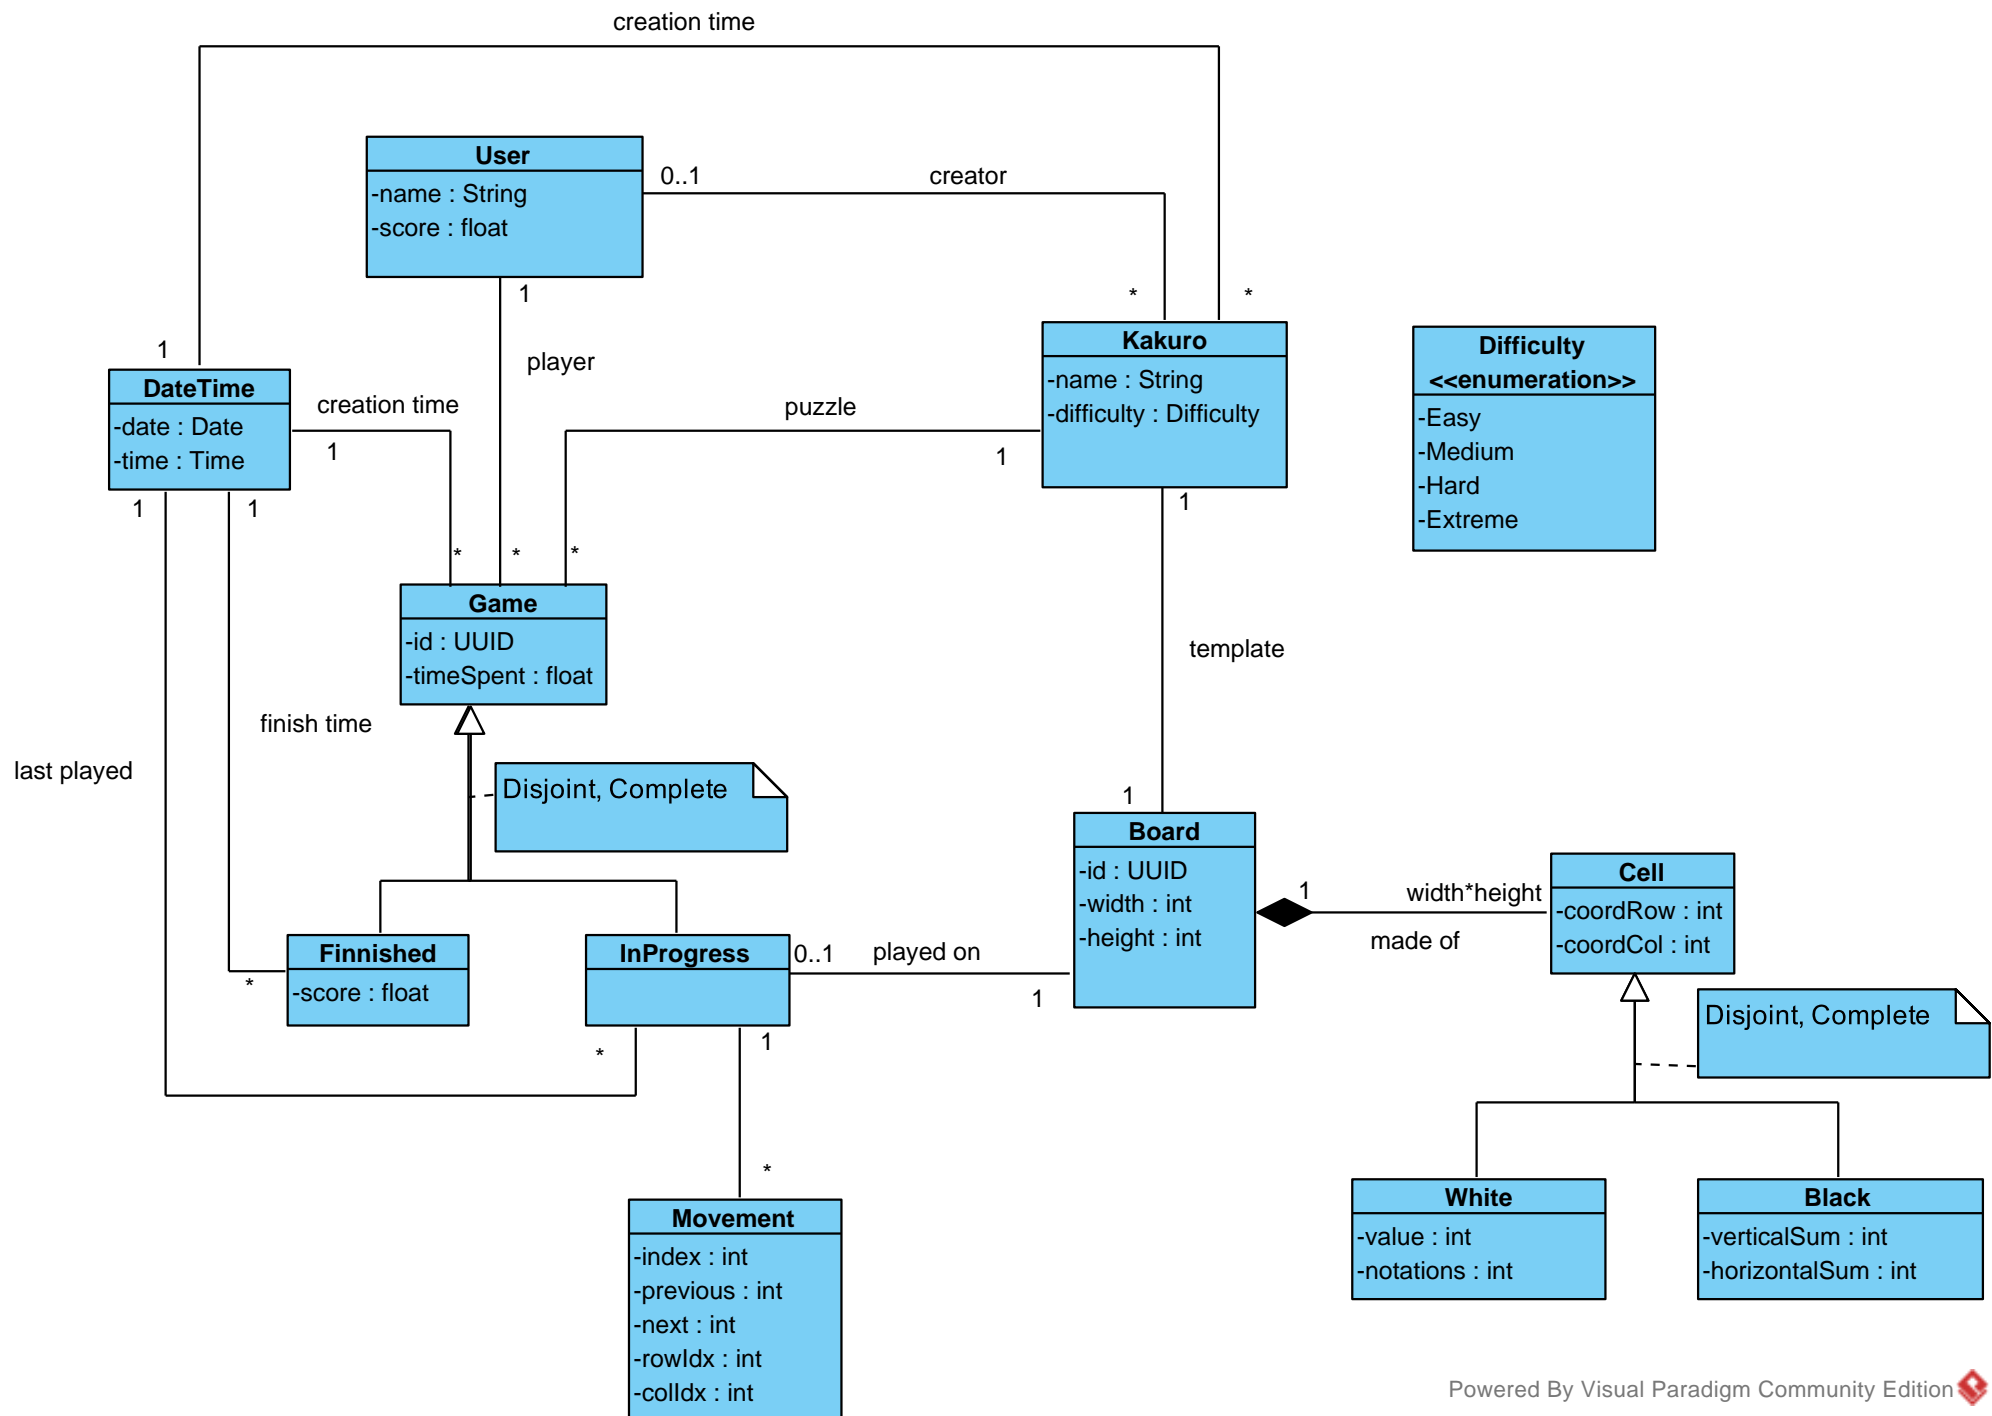 creation time
User
-name : String
-score : float
0..1
creator
1
*
*
player
Kakuro
-name : String
-difficulty : Difficulty
Difficulty
<<enumeration>>
-Easy
-Medium
-Hard
-Extreme
1
DateTime
-date : Date
-time : Time
creation time
1
puzzle
1
1
1
1
*
*
*
Game
-id : UUID
-timeSpent : float
template
finish time
last played
Disjoint, Complete
1
Board
-id : UUID
-width : int
-height : int
1
width*height
made of
Cell
-coordRow : int
-coordCol : int
Finnished
-score : float
*
InProgress
0..1
played on
1
*
1
Disjoint, Complete
*
Movement
-index : int
-previous : int
-next : int
-rowIdx : int
-colIdx : int
White
-value : int
-notations : int
Black
-verticalSum : int
-horizontalSum : int
Powered By Visual Paradigm Community Edition